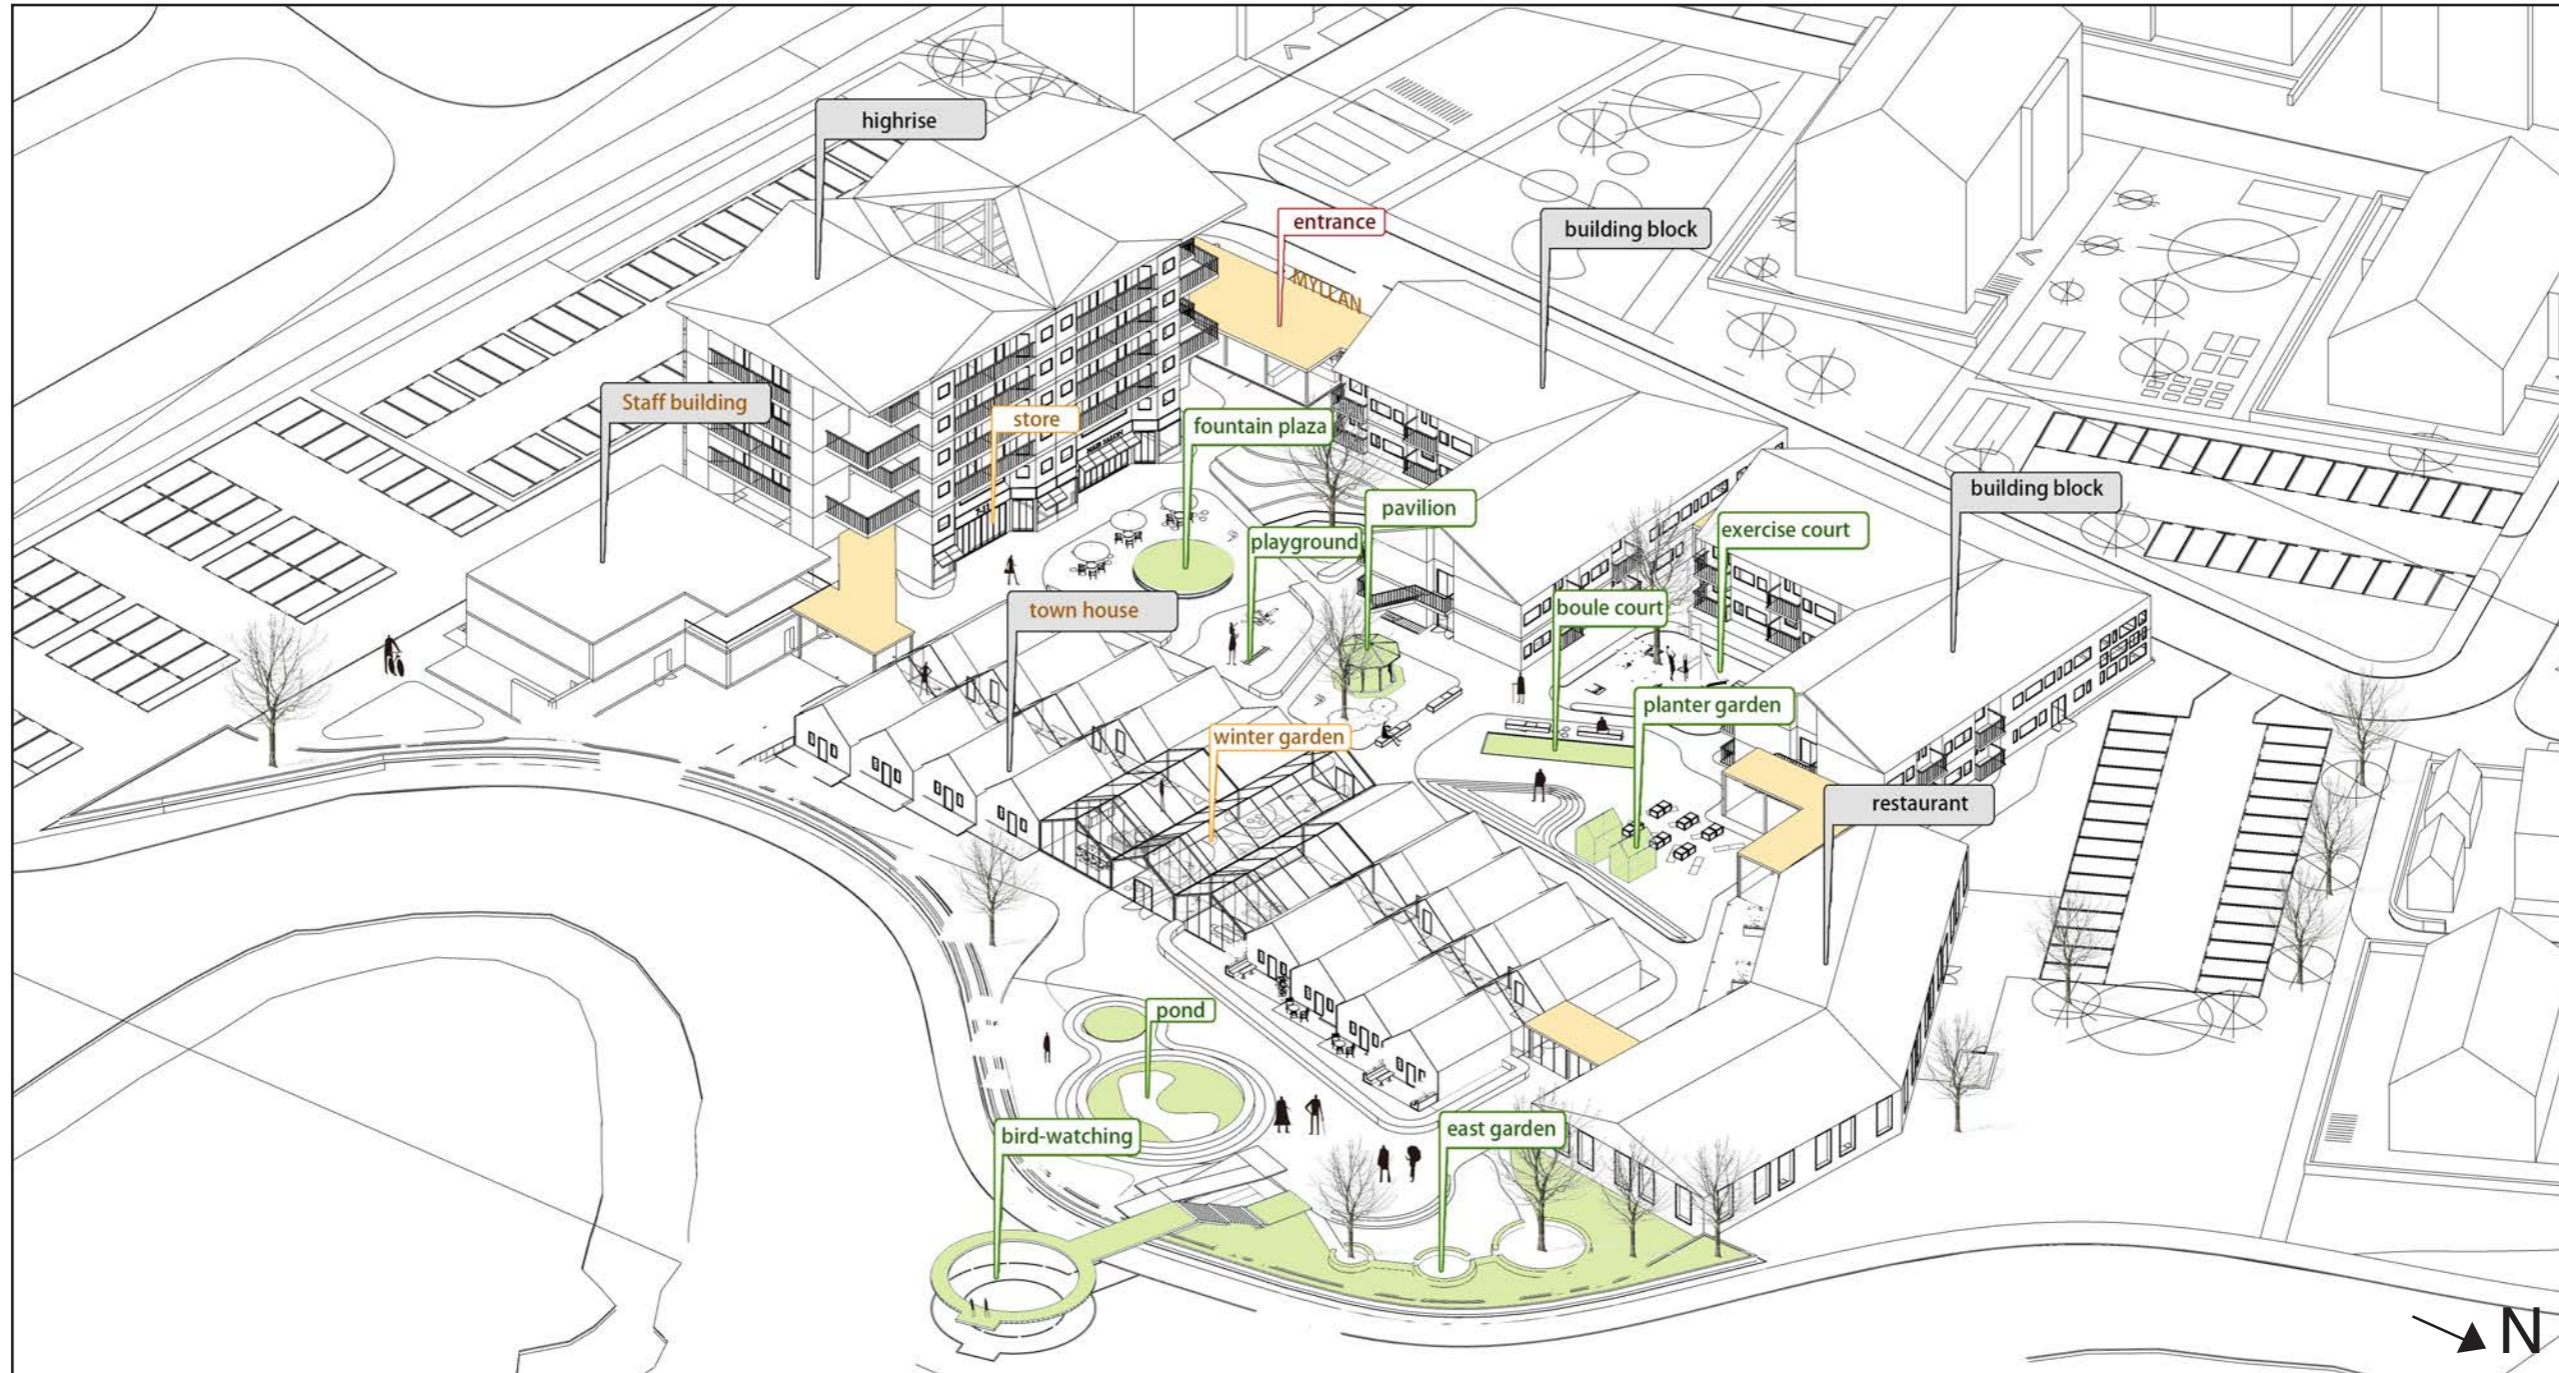 highrise
entrance
building block
MYLLAN
Staff building
store
fountain plaza
building block
pavilion
exercise court
playground
town house
boule court
planter garden
winter garden
restaurant
pond
bird-watching
east garden
N